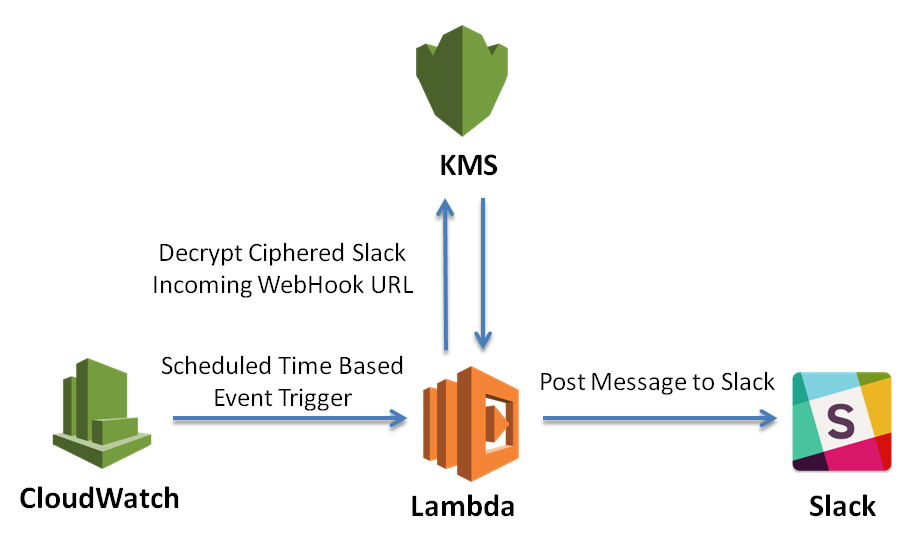 KMS
Decrypt Ciphered Slack
Incoming WebHook URL
Scheduled Time Based
Event Trigger
Post Message to Slack
S
CloudWatch
Lambda
Slack